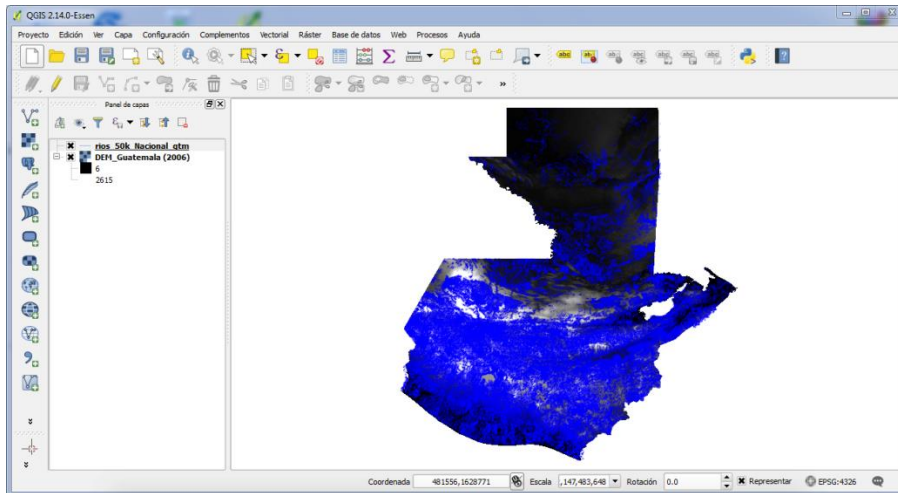 QGIS 2.14.0-Essen
Proyecto Edición Ver Capa Configuración Complementos Vectorial Ráster Base de datos Web Procesos Ayuda
abc abc
Panel de capas
rios_50k_Nacional_gtm
DEM_Guatemala (2006)
6
2615
Coordenada 481556,1628771 Escala ,147,483,648 Rotación 0.0 Representar EPSG:4326